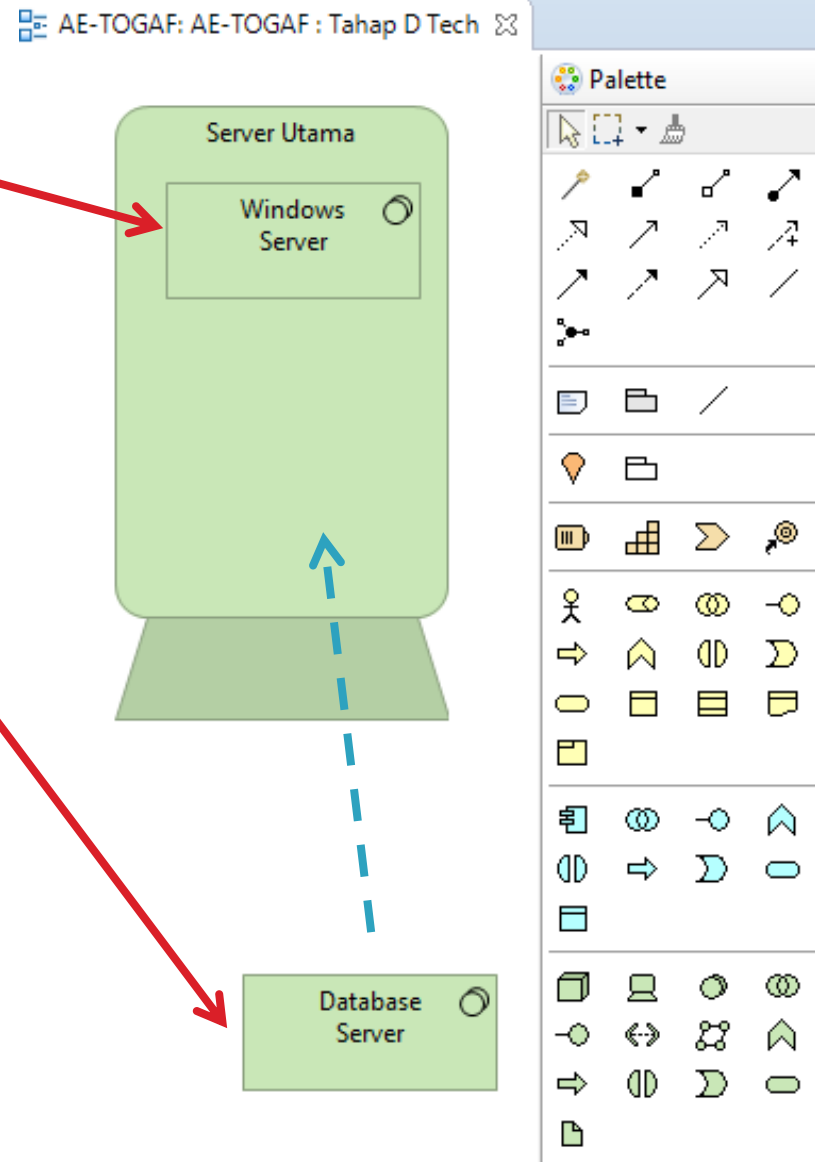 AE-TOGAF: AE-TOGAF : Tahap D Tech
Palette
Server Utama
Windows
Server
Database
Server